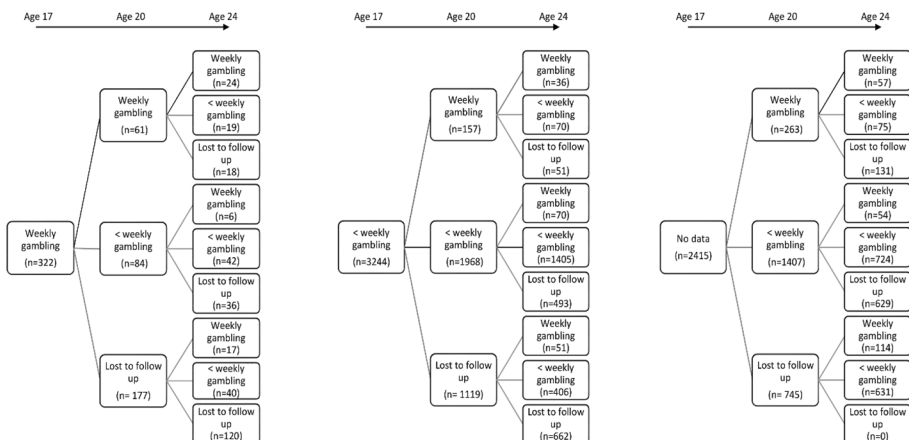 Age 17 Age 20 Age 24
Weekly
gambling
(n=322)
Weekly
gambling
(n=61)
Weekly
gambling
(n=24)
< weekly
gambling
(n=19)
Lost to follow
up
(n=18)
< weekly
gambling
(n=84)
Weekly
gambling
(n=6)
< weekly
gambling
(n=42)
Lost to follow
up
(n=36)
Lost to follow
up
(n= 177)
Weekly
gambling
(n=17)
< weekly
gambling
(n=40)
Lost to follow
up
(n=120)
Age 17 Age 20 Age 24
< weekly
gambling
(n=3244)
Weekly
gambling
(n=157)
Weekly
gambling
(n=36)
< weekly
gambling
(n=70)
Lost to follow
up
(n=51)
< weekly
gambling
(n=1968)
Weekly
gambling
(n=70)
< weekly
gambling
(n=1405)
Lost to follow
up
(n=493)
Lost to follow
up
(n= 1119)
Weekly
gambling
(n=51)
< weekly
gambling
(n=406)
Lost to follow
up
(n=662)
Age 17 Age 20 Age 24
No data
(n=2415)
Weekly
gambling
(n=263)
Weekly
gambling
(n=57)
< weekly
gambling
(n=75)
Lost to follow
up
(n=131)
< weekly
gambling
(n=1407)
Weekly
gambling
(n=54)
< weekly
gambling
(n=724)
Lost to follow
up
(n=629)
Lost to follow
up
(n= 745)
Weekly
gambling
(n=114)
< weekly
gambling
(n=631)
Lost to follow
up
(n=0)